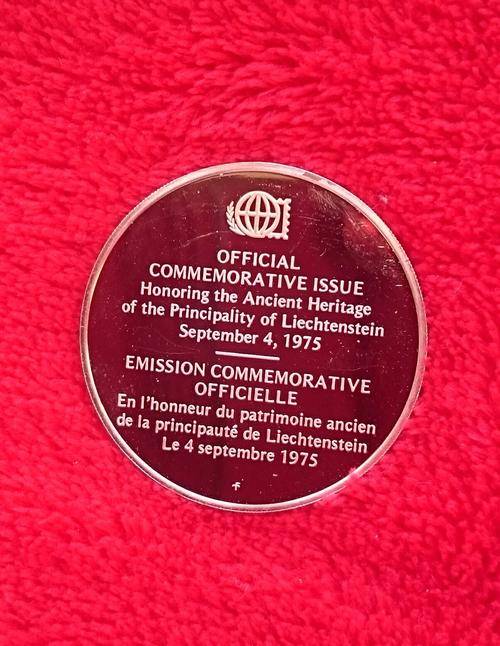 OFFICIAL
COMMEMORATIVE ISSUE
Honoring the Ancient Heritage
of the Principality of Liechtenstein
September 4, 1975
EMISSION COMMEMORATIVE
OFFICIELLE
En l'honneur du patrimoine ancien
de la principauté de Liechtenstein
Le 4 septembre 1975